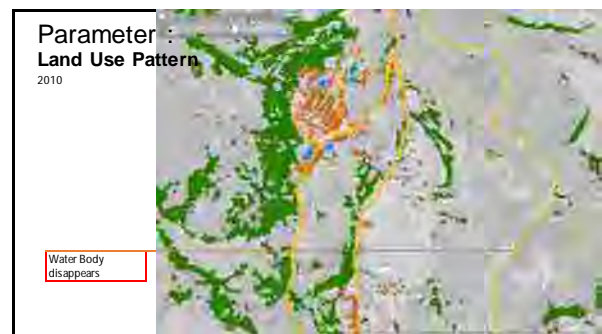 Parameter :
Land Use Pattern
2010
Water Body
disappears